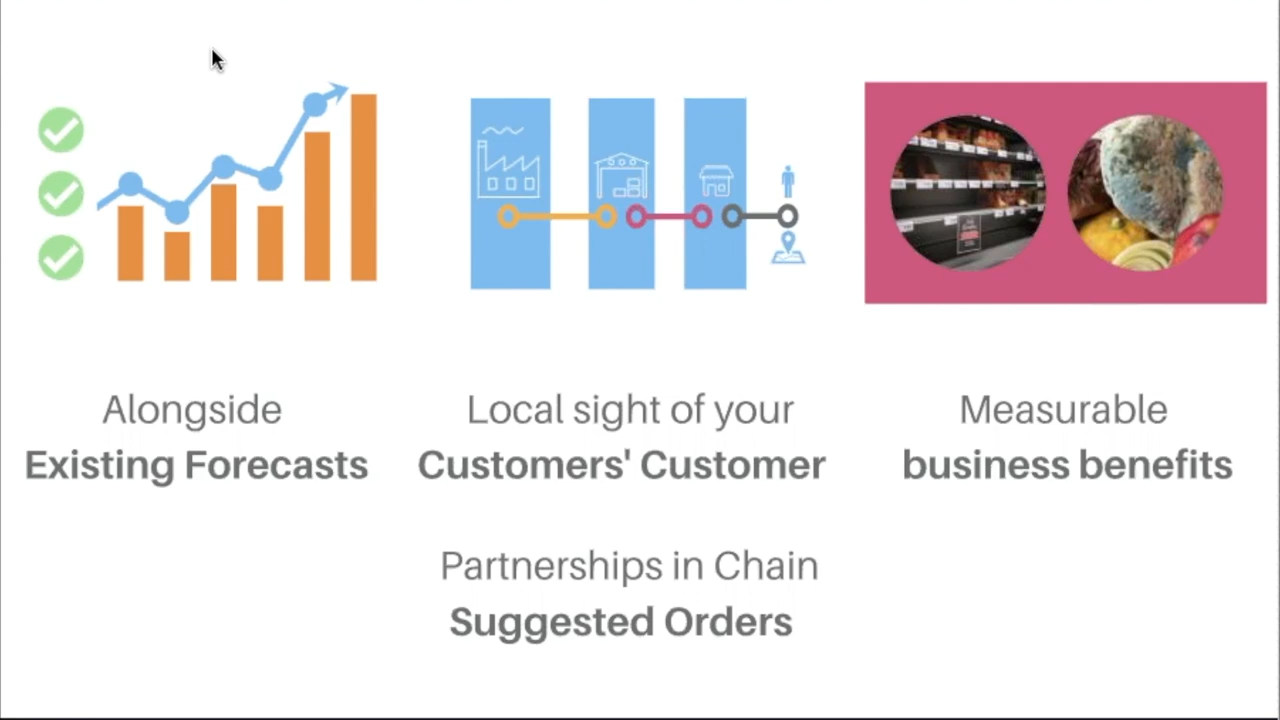 Alongside
Existing Forecasts
Local sight of your
Customers' Customer
Measurable
business benefits
Partnerships in Chain
Suggested Orders